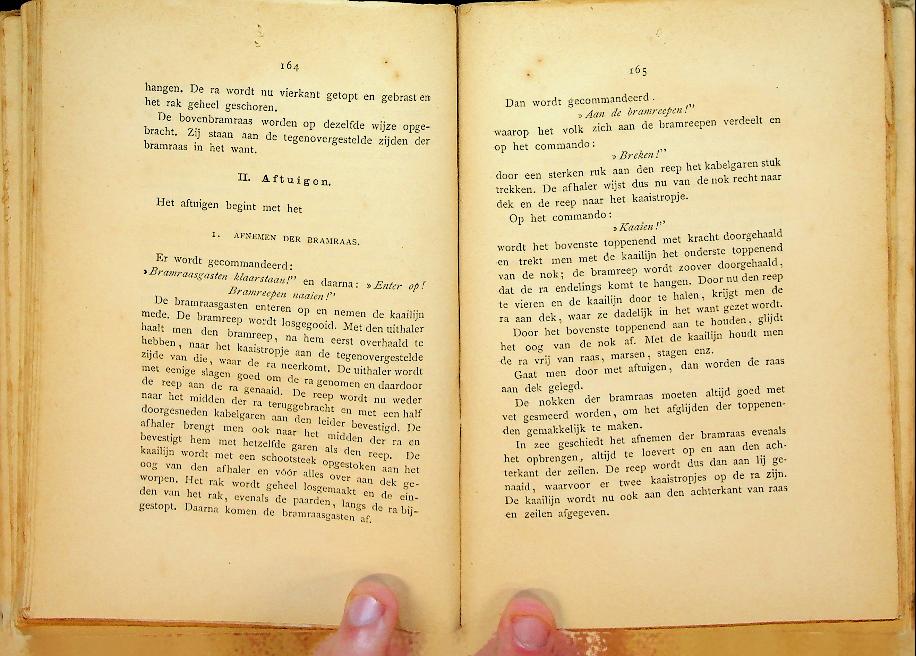 164
hangen. De ra wordt nu vierkant getopt en gebrast en
het rak geheel geschoren.
De bovenbramraas worden op dezelfde wijze opge-
bracht. Zij staan aan de tegenovergestelde zijden der
bramraas in het want.
II. Aftuigen.
Het aftuigen begint met het
1. AFNEMEN DER BRAMRAAS.
Er wordt gecommandeerd:
»Bramraasgasten klaarstaan!" en daarna: »Enter op!
Bramreepen naaien!"
De bramraasgasten enteren op en nemen de kaailijn
mede. De bramreep wordt losgegooid. Met den uithaler
haalt men den bramreep, na hem eerst overhaald te
hebben, naar het kaaistropje aan de tegenovergestelde
zijde van die, waar de ra neerkomt. De uithaler wordt
met eenige slagen goed om de ra genomen en daardoor
de reep aan de ra genaaid. De reep wordt nu weder
naar het midden der ra teruggebracht en met een half
doorgesneden kabelgaren aan den leider bevestigd. De
afhaler brengt men ook naar het midden der ra en
bevestigt hem met hetzelfde garen als den reep. De
kaailijn wordt met een schootsteek opgestoken aan het
oog van den afhaler en vóór alles over aan dek ge-
worpen. Het rak wordt geheel losgemaakt en de ein-
den van het rak, evenals de paarden, langs de ra bij-
gestopt. Daarna komen de bramraasgasten af.
165
Dan wordt gecommandeerd.
»Aan de bramreepen!"
waarop het volk zich aan de bramreepen verdeelt en
op het commando:
»Breken!"
door een sterken ruk aan den reep het kabelgaren stuk
trekken. De afhaler wijst dus nu van de nok recht naar
dek en de reep naar het kaaistropje.
Op het commando:
»Kaaien!"
wordt het bovenste toppenend met kracht doorgehaald
en trekt men met de kaailijn het onderste toppenend
van de nok; de bramreep wordt zoover doorgehaald,
dat de ra endelings komt te hangen. Door nu den reep
te vieren en de kaailijn door te halen, krijgt men de
ra aan dek, waar ze dadelijk in het want gezet wordt.
Door het bovenste toppenend aan te houden, glijdt
het oog van de nok af. Met de kaailijn houdt men
de ra vrij van raas, marsen, stagen enz.
Gaat men door met aftuigen, dan worden de raas
aan dek gelegd.
De nokken der bramraas moeten altijd goed met
vet gesmeerd worden, om het afglijden der toppenen-
den gemakkelijk te maken.
In zee geschiedt het afnemen der bramraas evenals
het opbrengen, altijd te loevert op en aan den ach-
terkant der zeilen. De reep wordt dus dan aan lij ge-
naaid, waarvoor er twee kaaistropjes op de ra zijn.
De kaailijn wordt nu ook aan den achterkant van raas
en zeilen afgegeven.